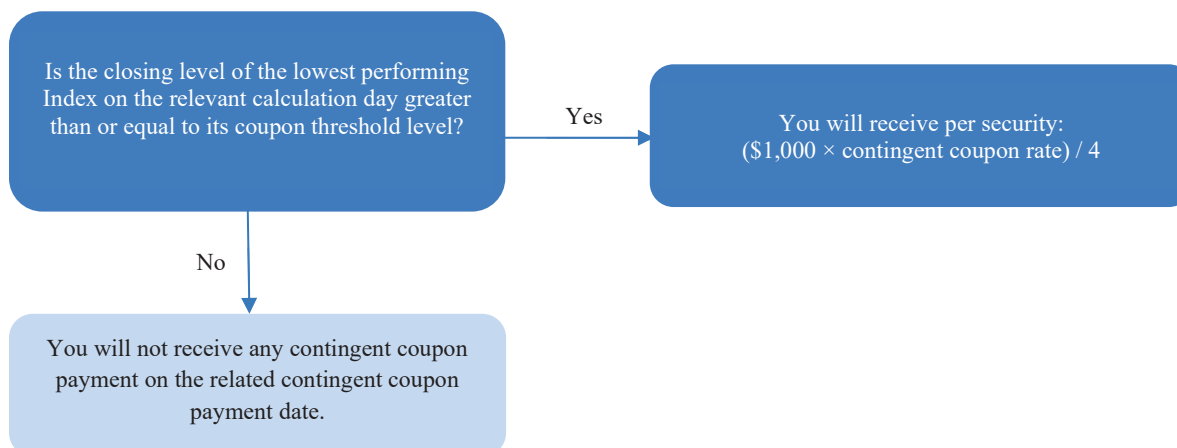 Is the closing level of the lowest performing
Index on the relevant calculation day greater
than or equal to its coupon threshold level?
Yes
You will receive per security:
($1,000 × contingent coupon rate) / 4
No
You will not receive any contingent coupon
payment on the related contingent coupon
payment date.